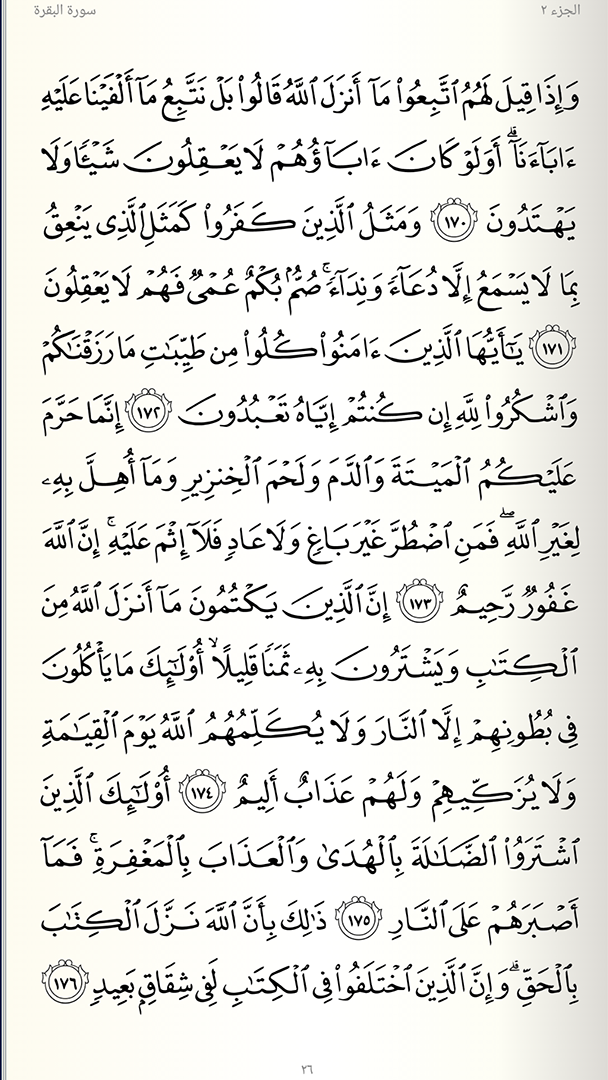 الجزء ٢
سورة البقرة
وَإِذَا قِيلَ لَهُمُ ٱتَّبِعُوا۟ مَآ أَنزَلَ ٱللَّهُ قَالُوا۟ بَلْ نَتَّبِعُ مَآ أَلْفَيْنَا عَلَيْهِ
ءَابَآءَنَآ ۗ أَوَلَوْ كَانَ ءَابَآؤُهُمْ لَا يَعْقِلُونَ شَيْـًٔا وَلَا
يَهْتَدُونَ ١٧٠ وَمَثَلُ ٱلَّذِينَ كَفَرُوا۟ كَمَثَلِ ٱلَّذِى يَنْعِقُ
بِمَا لَا يَسْمَعُ إِلَّا دُعَآءً وَنِدَآءً ۚ صُمٌّۢ بُكْمٌ عُمْىٌ فَهُمْ لَا يَعْقِلُونَ
١٧١ يَـٰٓأَيُّهَا ٱلَّذِينَ ءَامَنُوا۟ كُلُوا۟ مِن طَيِّبَـٰتِ مَا رَزَقْنَـٰكُمْ
وَٱشْكُرُوا۟ لِلَّهِ إِن كُنتُمْ إِيَّاهُ تَعْبُدُونَ ١٧٢ إِنَّمَا حَرَّمَ
عَلَيْكُمُ ٱلْمَيْتَةَ وَٱلدَّمَ وَلَحْمَ ٱلْخِنزِيرِ وَمَآ أُهِلَّ بِهِۦ
لِغَيْرِ ٱللَّهِ ۖ فَمَنِ ٱضْطُرَّ غَيْرَ بَاغٍ وَلَا عَادٍ فَلَآ إِثْمَ عَلَيْهِ ۚ إِنَّ ٱللَّهَ
غَفُورٌ رَّحِيمٌ ١٧٣ إِنَّ ٱلَّذِينَ يَكْتُمُونَ مَآ أَنزَلَ ٱللَّهُ مِنَ
ٱلْكِتَـٰبِ وَيَشْتَرُونَ بِهِۦ ثَمَنًا قَلِيلًا ۙ أُو۟لَـٰٓئِكَ مَا يَأْكُلُونَ
فِى بُطُونِهِمْ إِلَّا ٱلنَّارَ وَلَا يُكَلِّمُهُمُ ٱللَّهُ يَوْمَ ٱلْقِيَـٰمَةِ
وَلَا يُزَكِّيهِمْ وَلَهُمْ عَذَابٌ أَلِيمٌ ١٧٤ أُو۟لَـٰٓئِكَ ٱلَّذِينَ
ٱشْتَرَوُا۟ ٱلضَّلَـٰلَةَ بِٱلْهُدَىٰ وَٱلْعَذَابَ بِٱلْمَغْفِرَةِ ۚ فَمَآ
أَصْبَرَهُمْ عَلَى ٱلنَّارِ ١٧٥ ذَٰلِكَ بِأَنَّ ٱللَّهَ نَزَّلَ ٱلْكِتَـٰبَ
بِٱلْحَقِّ ۗ وَإِنَّ ٱلَّذِينَ ٱخْتَلَفُوا۟ فِى ٱلْكِتَـٰبِ لَفِى شِقَاقٍۭ بَعِيدٍ ١٧٦
٢٦